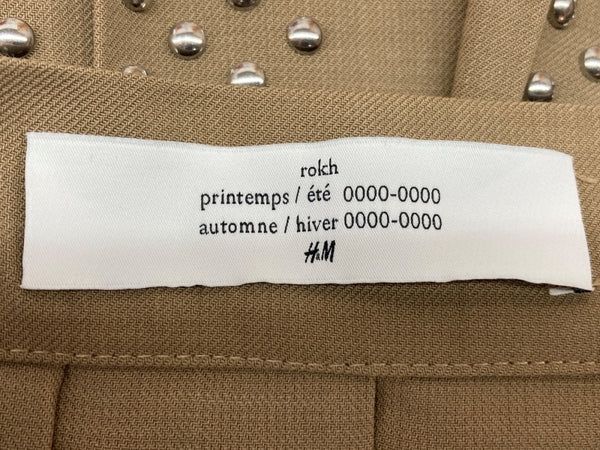 rokh
printemps / été 0000-0000
automne / hiver 0000-0000
H&M